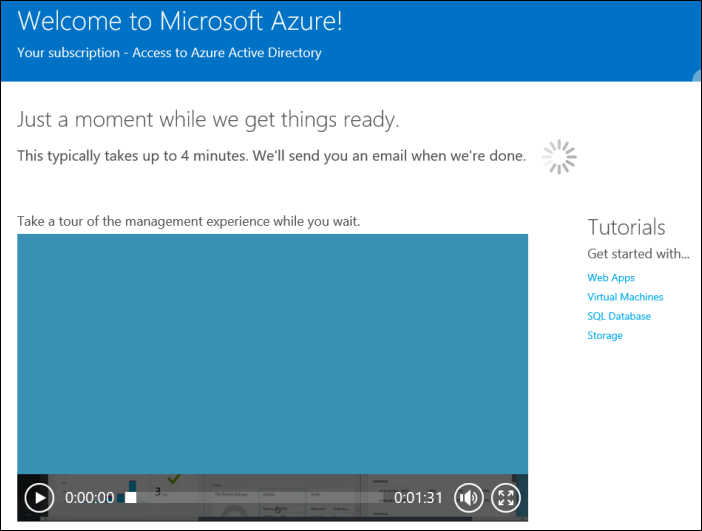 Welcome to Microsoft Azure!
Your subscription - Access to Azure Active Directory
Just a moment while we get things ready.
This typically takes up to 4 minutes. We'll send you an email when we're done.
Take a tour of the management experience while you wait.
Tutorials
Get started with...
Web Apps
Virtual Machines
SQL Database
Storage
3
0:00:00
0:01:31